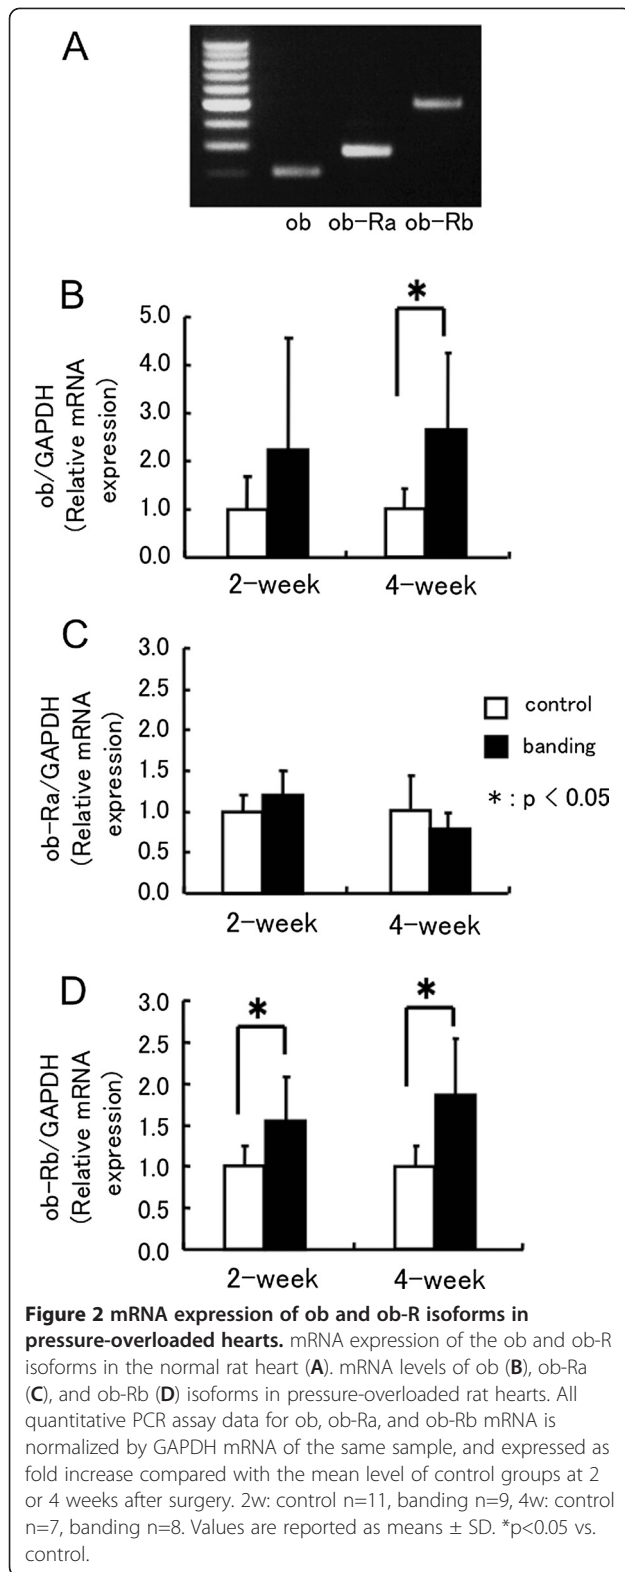 A
ob ob-Ra ob-Rb
B
*
ob/GAPDH
(Relative mRNA
expression)
5.0
4.0
3.0
2.0
1.0
0.0
2-week 4-week
C
ob-Ra/GAPDH
(Relative mRNA
expression)
3.0
2.5
2.0
1.5
1.0
0.5
0.0
2-week 4-week
control
banding
* : p < 0.05
D
* *
ob-Rb/GAPDH
(Relative mRNA
expression)
3.0
2.5
2.0
1.5
1.0
0.5
0.0
2-week 4-week
Figure 2 mRNA expression of ob and ob-R isoforms in
pressure-overloaded hearts. mRNA expression of the ob and ob-R
isoforms in the normal rat heart (A). mRNA levels of ob (B), ob-Ra
(C), and ob-Rb (D) isoforms in pressure-overloaded rat hearts. All
quantitative PCR assay data for ob, ob-Ra, and ob-Rb mRNA is
normalized by GAPDH mRNA of the same sample, and expressed as
fold increase compared with the mean level of control groups at 2
or 4 weeks after surgery. 2w: control n=11, banding n=9, 4w: control
n=7, banding n=8. Values are reported as means ± SD. *p<0.05 vs.
control.